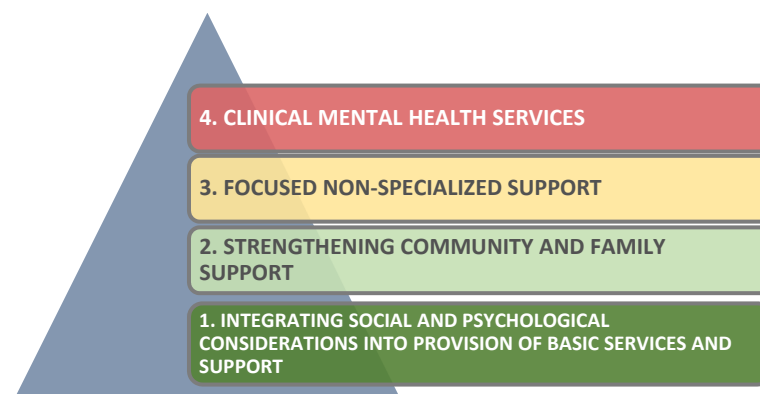 4. CLINICAL MENTAL HEALTH SERVICES
3. FOCUSED NON-SPECIALIZED SUPPORT
2. STRENGTHENING COMMUNITY AND FAMILY
SUPPORT
1. INTEGRATING SOCIAL AND PSYCHOLOGICAL
CONSIDERATIONS INTO PROVISION OF BASIC SERVICES AND
SUPPORT